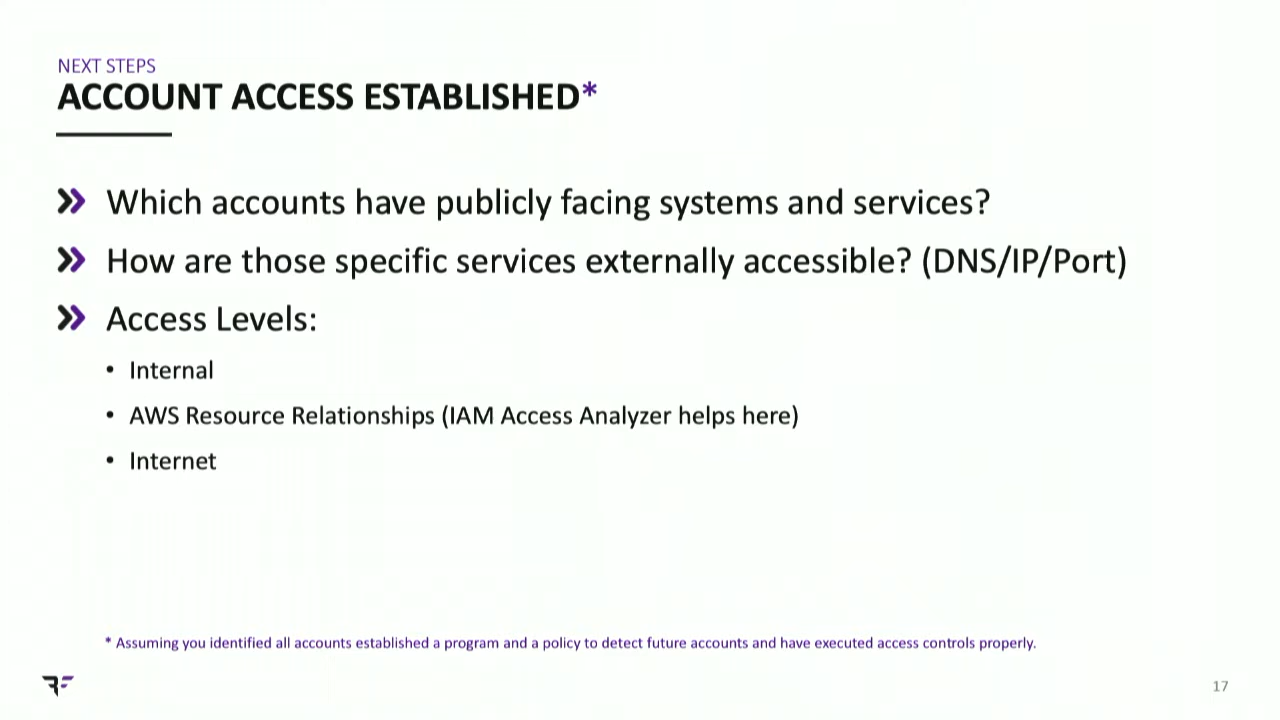 NEXT STEPS
ACCOUNT ACCESS ESTABLISHED*
Which accounts have publicly facing systems and services?
How are those specific services externally accessible? (DNS/IP/Port)
Access Levels:
• Internal
• AWS Resource Relationships (IAM Access Analyzer helps here)
• Internet
* Assuming you identified all accounts established a program and a policy to detect future accounts and have executed access controls properly.
17